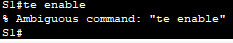 S1#te enable
% Ambiguous command: "te enable"
S1#